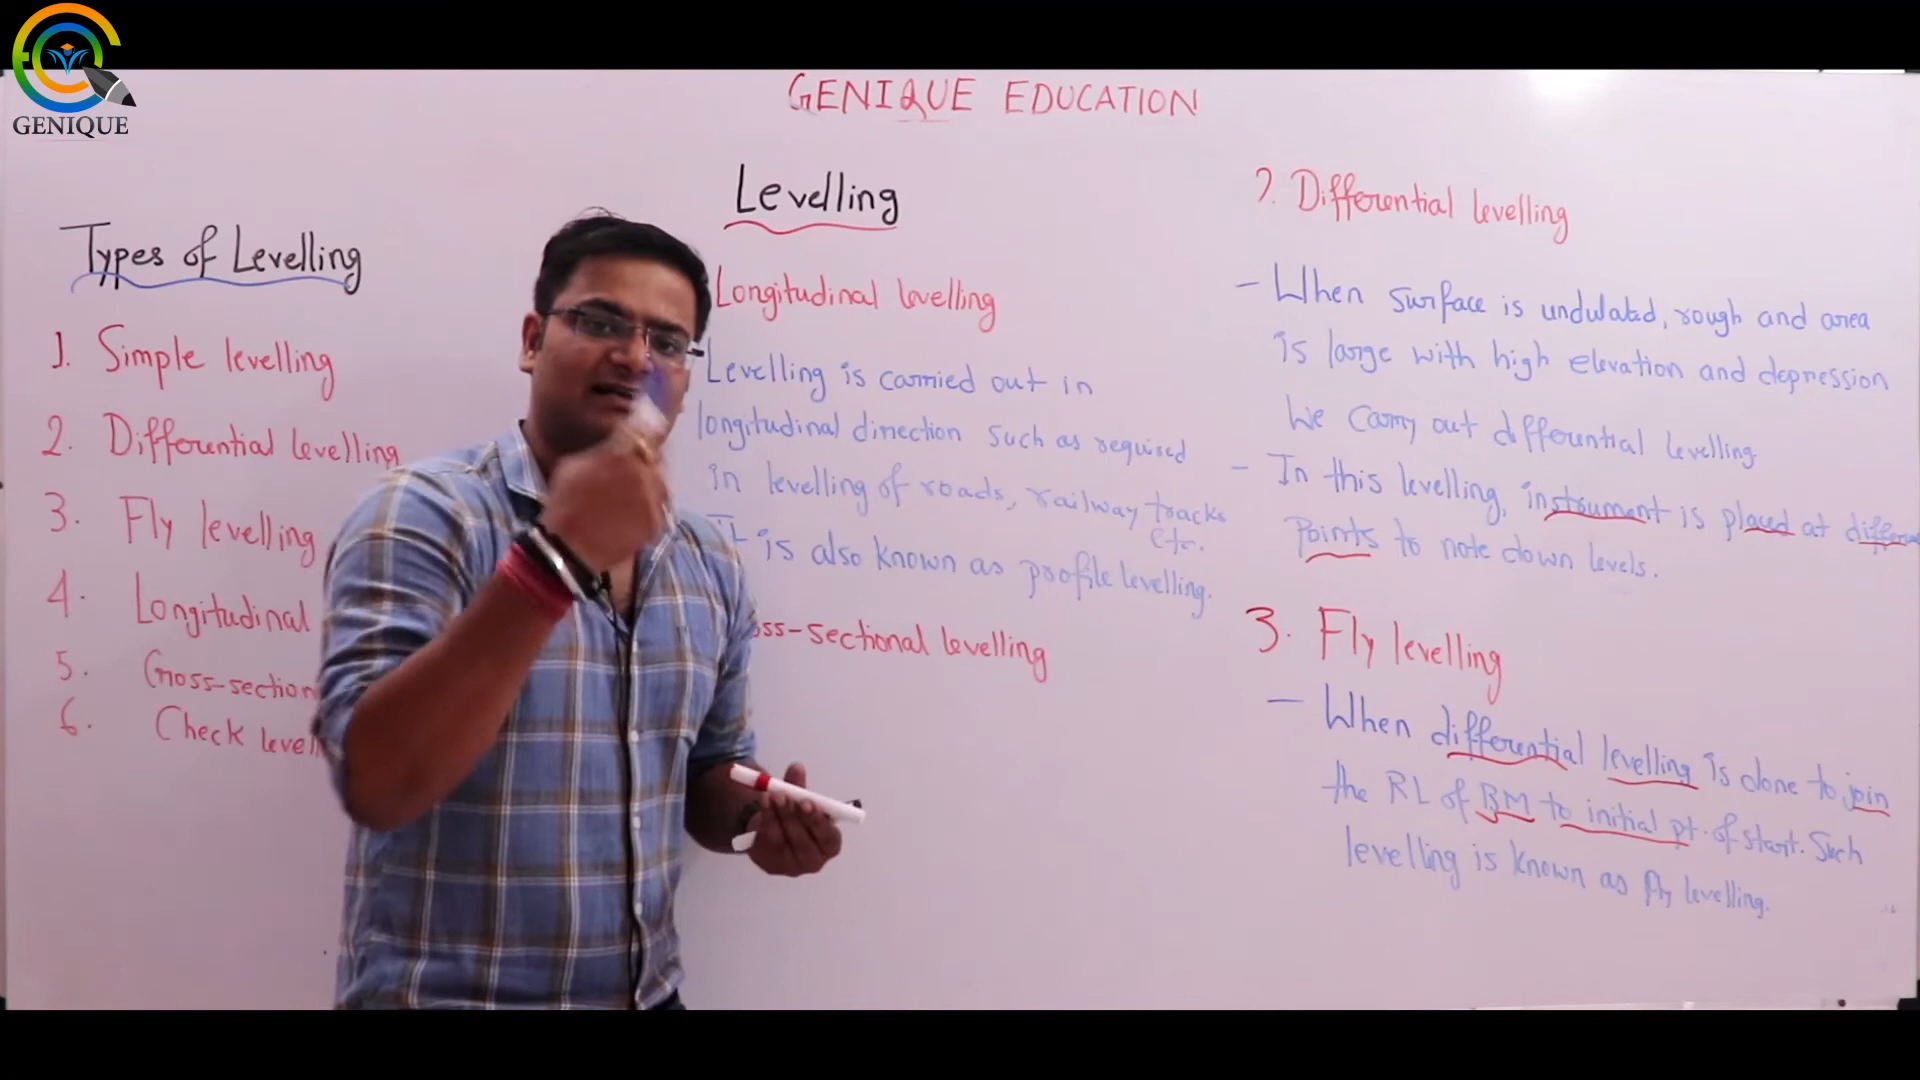 GENIQUE
GENIQUE EDUCATION
Types of Levelling
1. Simple levelling
2. Differential levelling
3. Fly levelling
4. Longitudinal
5. Cross-section
6. Check levell
Levelling
Longitudinal levelling
Levelling is carried out in
longitudinal direction such as required
in levelling of roads, railway tracks
etc.
It is also known as profile levelling.
oss-sectional levelling
2. Differential levelling
- When surface is undulated, rough and area
is large with high elevation and depression
We carry out differential levelling
- In this levelling, instrument is placed at differen
Points to note down levels.
3. Fly levelling
- When differential levelling is done to join
the RL of BM to initial pt. of start. Such
levelling is known as fly levelling.